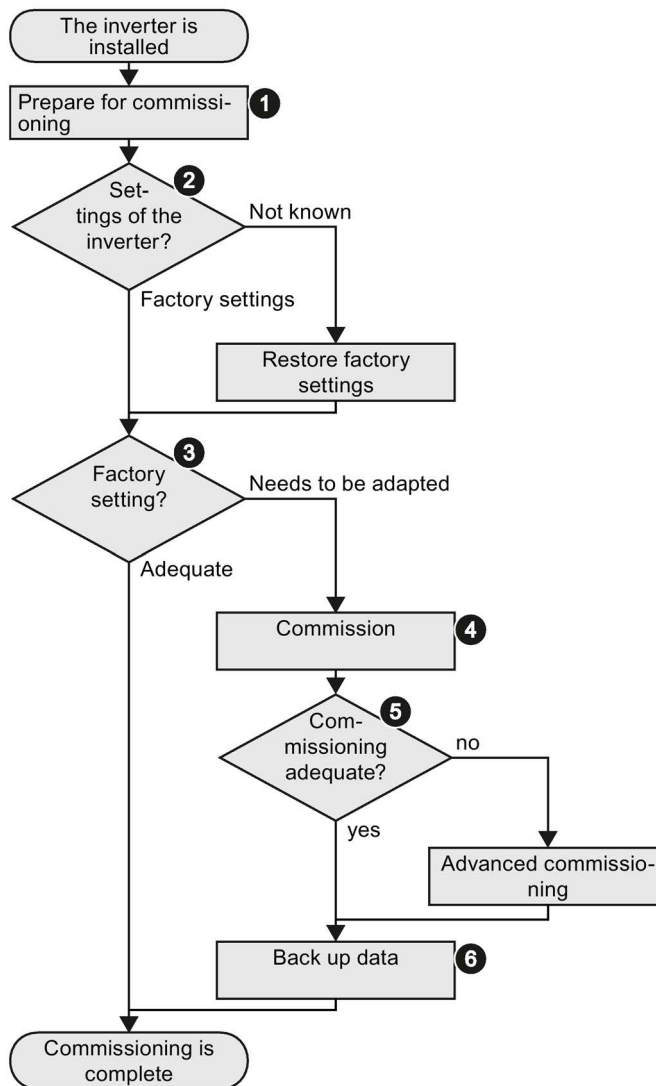 The inverter is
installed
Prepare for commissi-
oning
1
2
Set-
tings of the
inverter?
Not known
Factory settings
Restore factory
settings
3
Factory
setting?
Needs to be adapted
Adequate
Commission
4
5
Com-
missioning
adequate?
no
yes
Advanced commissio-
ning
Back up data
6
Commissioning is
complete